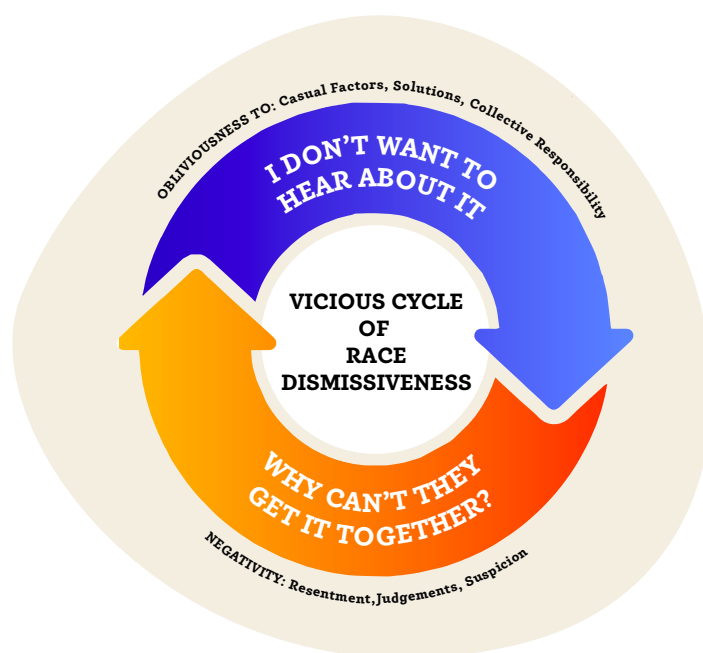 OBLIVIOUSNESS TO: Casual Factors, Solutions, Collective Responsibility
I DON'T WANT TO
HEAR ABOUT IT
VICIOUS CYCLE
OF
RACE
DISMISSIVENESS
WHY CAN'T THEY
GET IT TOGETHER?
NEGATIVITY: Resentment,Judgements, Suspicion